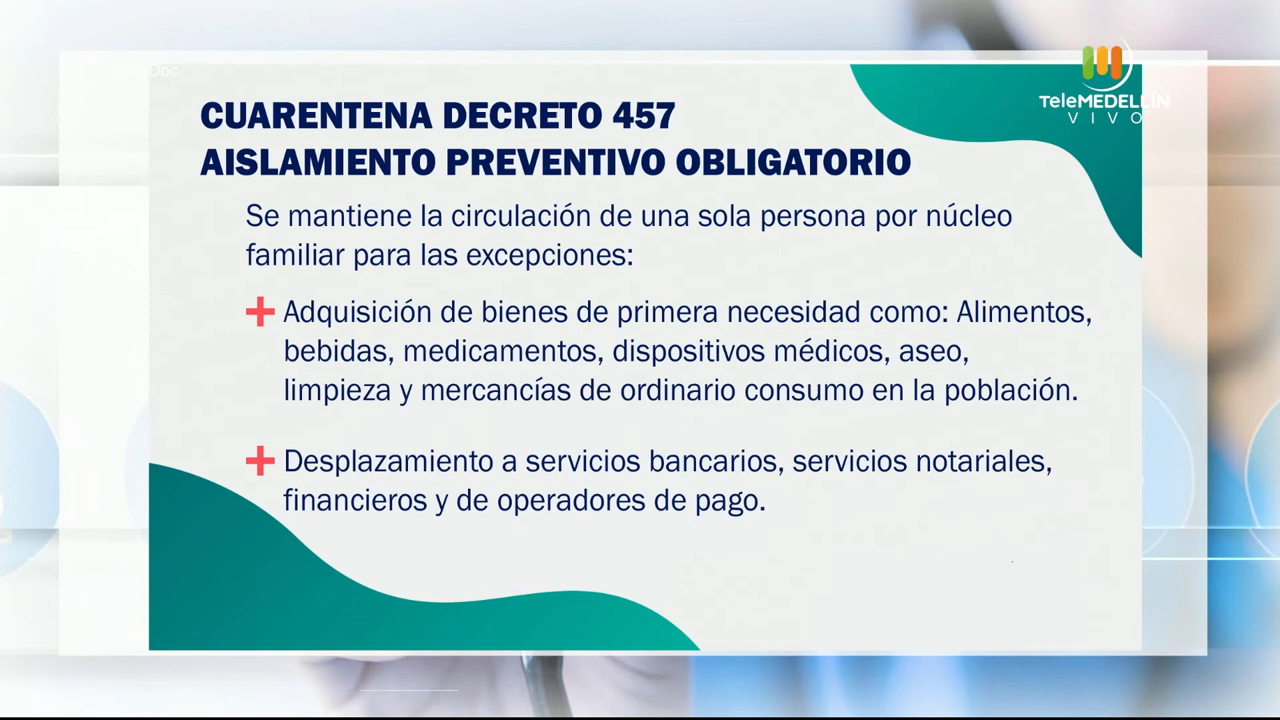 TeleMEDELLÍN
VIVO
CUARENTENA DECRETO 457
AISLAMIENTO PREVENTIVO OBLIGATORIO
Se mantiene la circulación de una sola persona por núcleo
familiar para las excepciones:
Adquisición de bienes de primera necesidad como: Alimentos,
bebidas, medicamentos, dispositivos médicos, aseo,
limpieza y mercancías de ordinario consumo en la población.
Desplazamiento a servicios bancarios, servicios notariales,
financieros y de operadores de pago.